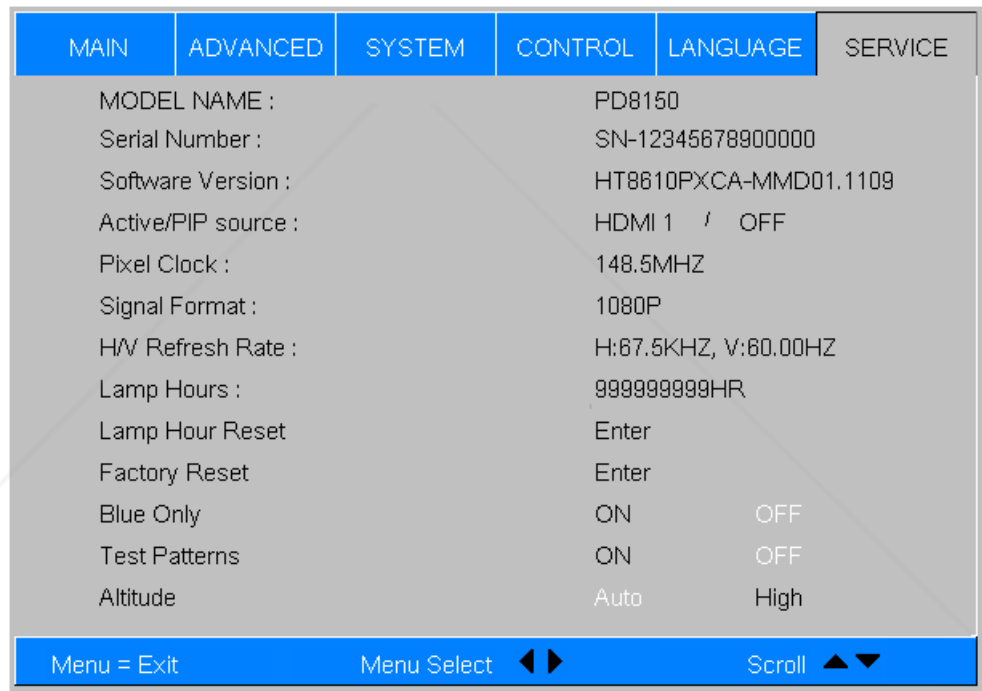 MAIN ADVANCED SYSTEM CONTROL LANGUAGE SERVICE
MODEL NAME : PD8150
Serial Number : SN-12345678900000
Software Version : HT8610PXCA-MMD01.1109
Active/PIP source : HDMI 1 / OFF
Pixel Clock : 148.5MHZ
Signal Format : 1080P
H/V Refresh Rate : H:67.5KHZ, V:60.00HZ
Lamp Hours : 999999999HR
Lamp Hour Reset Enter
Factory Reset Enter
Blue Only ON OFF
Test Patterns ON OFF
Altitude Auto High
Menu = Exit Menu Select Scroll